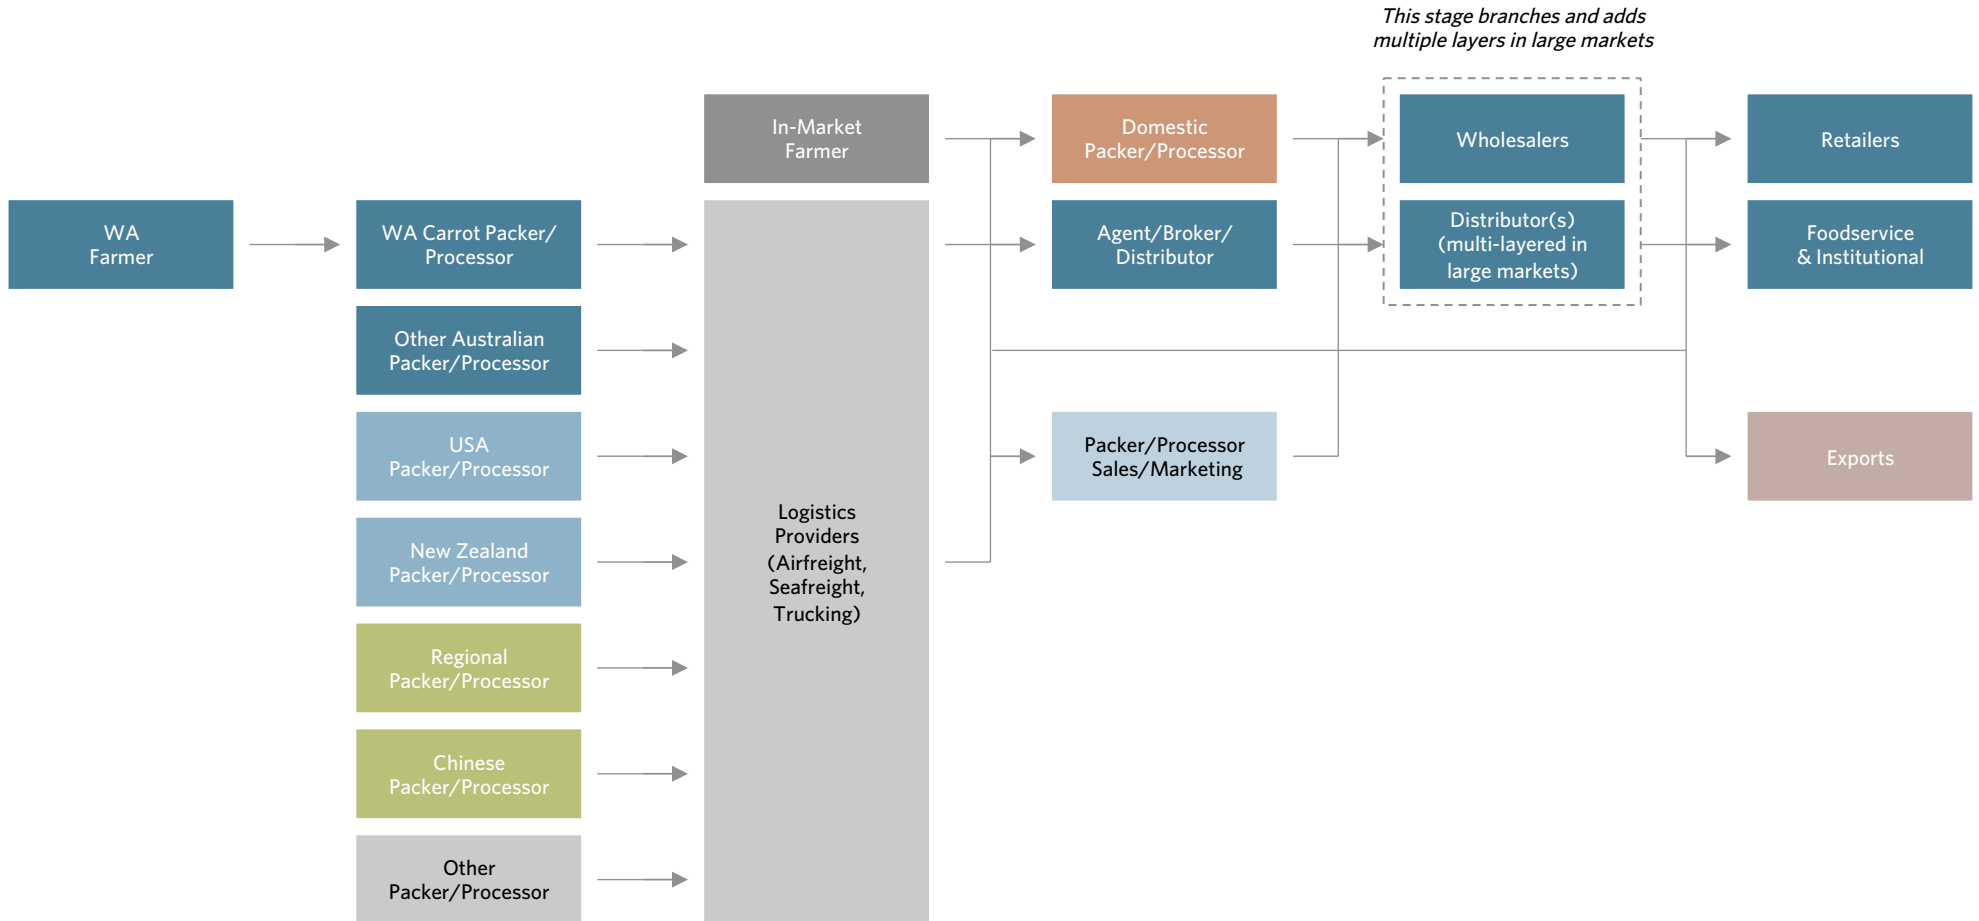 This stage branches and adds
multiple layers in large markets
In-Market
Farmer
Domestic
Packer/Processor
Wholesalers
Retailers
WA
Farmer
WA Carrot Packer/
Processor
Agent/Broker/
Distributor
Distributor(s)
(multi-layered in
large markets)
Foodservice
& Institutional
Other Australian
Packer/Processor
USA
Packer/Processor
Packer/Processor
Sales/Marketing
Exports
Logistics
Providers
(Airfreight,
Seafreight,
Trucking)
New Zealand
Packer/Processor
Regional
Packer/Processor
Chinese
Packer/Processor
Other
Packer/Processor